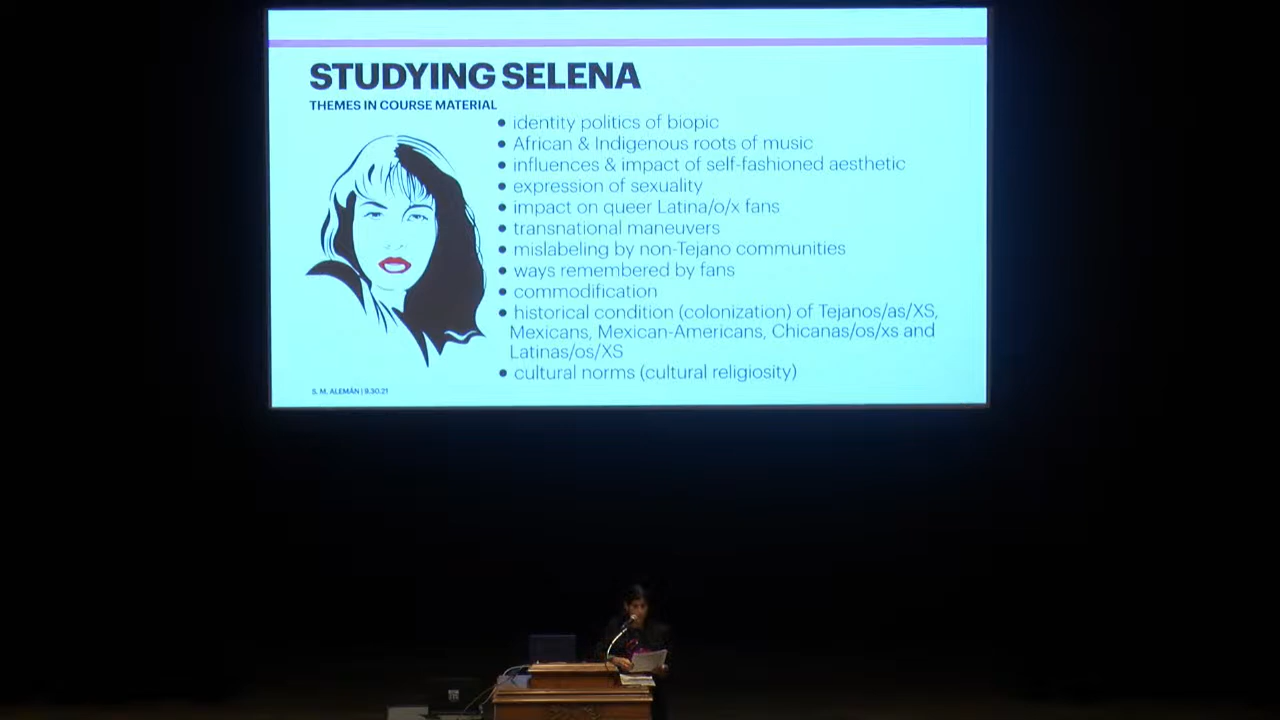 STUDYING SELENA
THEMES IN COURSE MATERIAL
• identity politics of biopic
• African & Indigenous roots of music
• influences & impact of self-fashioned aesthetic
• expression of sexuality
• impact on queer Latina/o/x fans
• transnational maneuvers
• mislabeling by non-Tejano communities
• ways remembered by fans
• commodification
• historical condition (colonization) of Tejanos/as/XS,
Mexicans, Mexican-Americans, Chicanas/os/xs and
Latinas/os/XS
• cultural norms (cultural religiosity)
S. M. ALEMÁN | 9.30.21